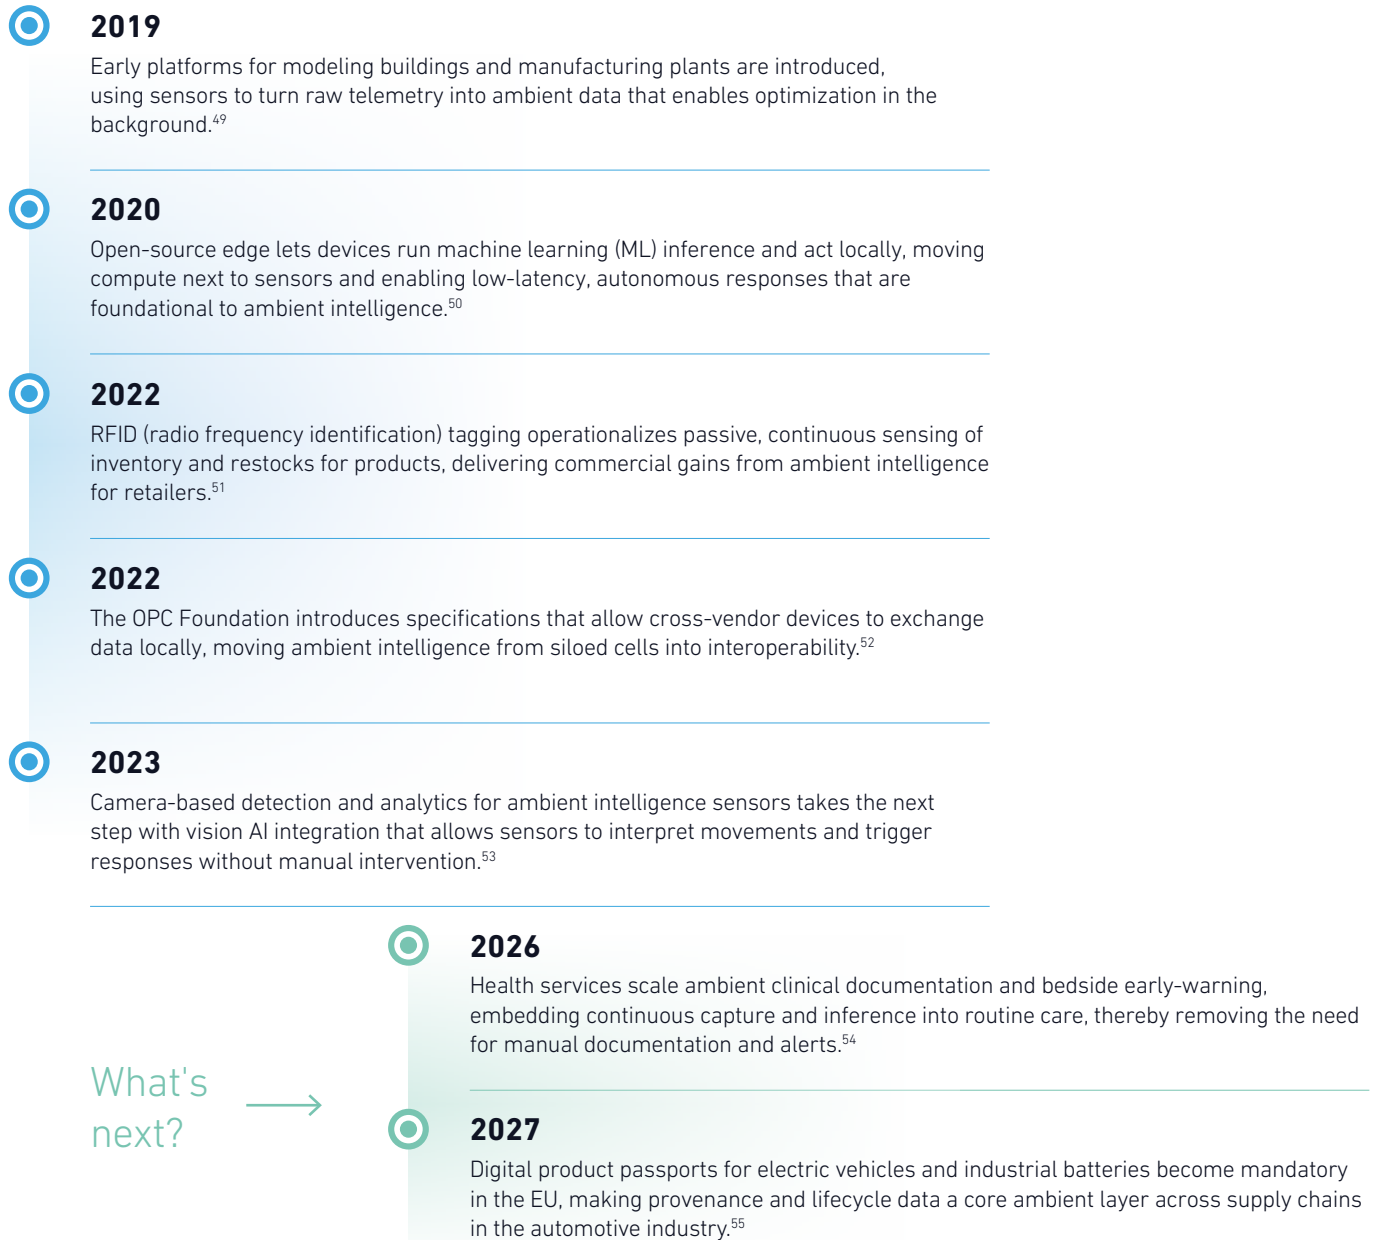 2019
Early platforms for modeling buildings and manufacturing plants are introduced,
using sensors to turn raw telemetry into ambient data that enables optimization in the
background.49
2020
Open-source edge lets devices run machine learning (ML) inference and act locally, moving
compute next to sensors and enabling low-latency, autonomous responses that are
foundational to ambient intelligence.50
2022
RFID (radio frequency identification) tagging operationalizes passive, continuous sensing of
inventory and restocks for products, delivering commercial gains from ambient intelligence
for retailers.51
2022
The OPC Foundation introduces specifications that allow cross-vendor devices to exchange
data locally, moving ambient intelligence from siloed cells into interoperability.52
2023
Camera-based detection and analytics for ambient intelligence sensors takes the next
step with vision AI integration that allows sensors to interpret movements and trigger
responses without manual intervention.53
What's
next?
2026
Health services scale ambient clinical documentation and bedside early-warning,
embedding continuous capture and inference into routine care, thereby removing the need
for manual documentation and alerts.54
2027
Digital product passports for electric vehicles and industrial batteries become mandatory
in the EU, making provenance and lifecycle data a core ambient layer across supply chains
in the automotive industry.55